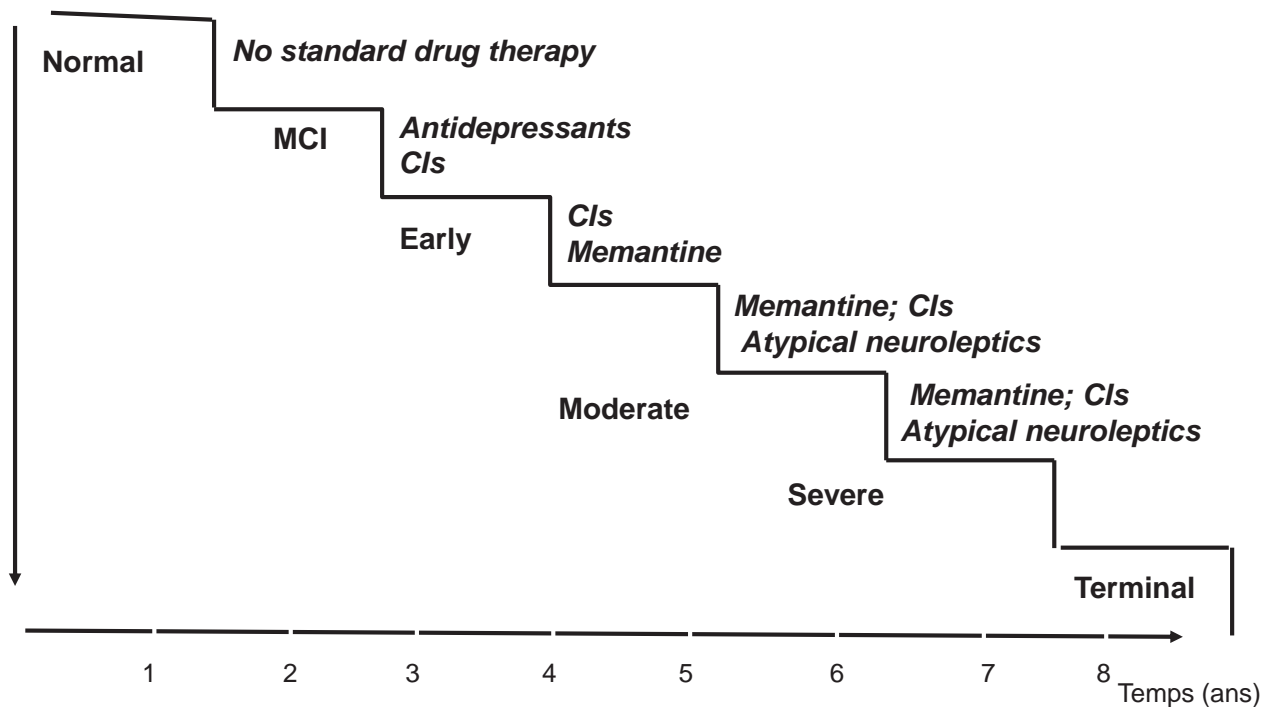 Normal
No standard drug therapy
MCI
Antidepressants
CIs
Early
CIs
Memantine
Moderate
Memantine; CIs
Atypical neuroleptics
Severe
Memantine; CIs
Atypical neuroleptics
Terminal
1 2 3 4 5 6 7 8
Temps (ans)